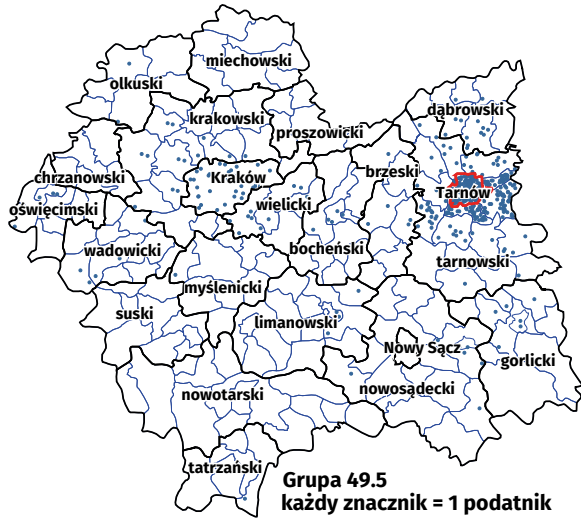 miechowski
olkuski
dąbrowski
krakowski
proszowicki
chrzanowski
brzeski
Kraków
Tarnów
oświęcimski
wielicki
wadowicki
bocheński
tarnowski
myślenicki
suski
limanowski
Nowy Sącz
gorlicki
nowosądecki
nowotarski
tatrzański
Grupa 49.5
każdy znacznik = 1 podatnik